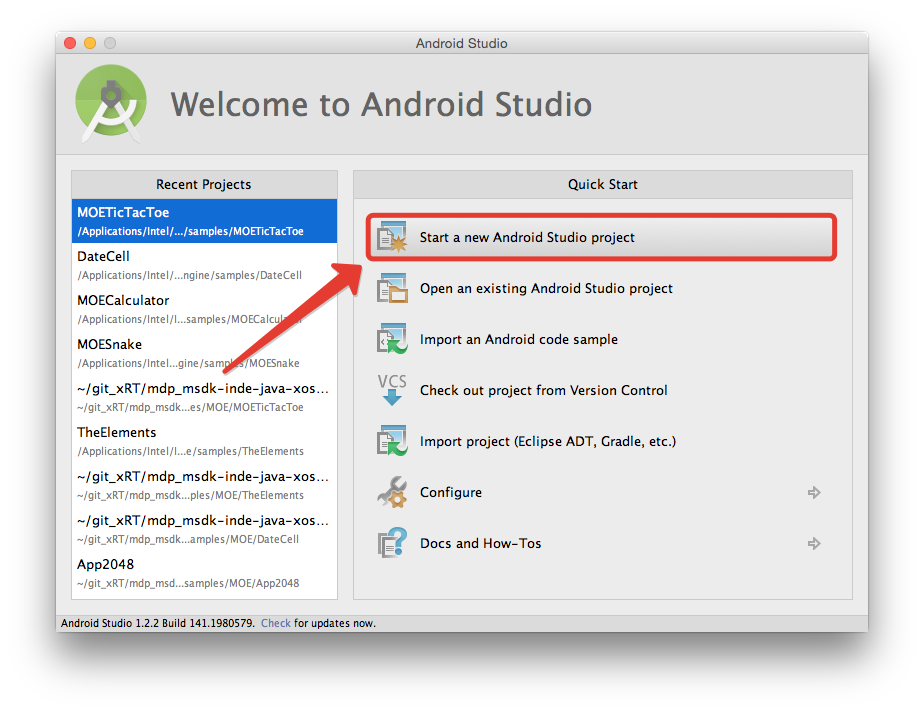 Android Studio
Welcome to Android Studio
Recent Projects
MOETicTacToe
/Applications/Intel/.../samples/MOETicTacToe
DateCell
/Applications/Intel/...ngine/samples/DateCell
MOECalculator
/Applications/Intel/I...samples/MOECalcu
MOESnake
/Applications/Intel/...gine/samples/MOESnake
~/git_xRT/mdp_msdk-inde-java-xos...
~/git_xRT/mdp_msdk...es/MOE/MOETicTacToe
TheElements
/Applications/Intel/I...e/samples/TheElements
~/git_xRT/mdp_msdk-inde-java-xos...
~/git_xRT/mdp_msdk...ples/MOE/TheElements
~/git_xRT/mdp_msdk-inde-java-xos...
~/git_xRT/mdp_msdk...amples/MOE/DateCell
App2048
~/git_xRT/mdp_msd...samples/MOE/App2048
Quick Start
Start a new Android Studio project
Open an existing Android Studio project
Import an Android code sample
VCS
Check out project from Version Control
Import project (Eclipse ADT, Gradle, etc.)
Configure
Docs and How-Tos
Android Studio 1.2.2 Build 141.1980579. Check for updates now.